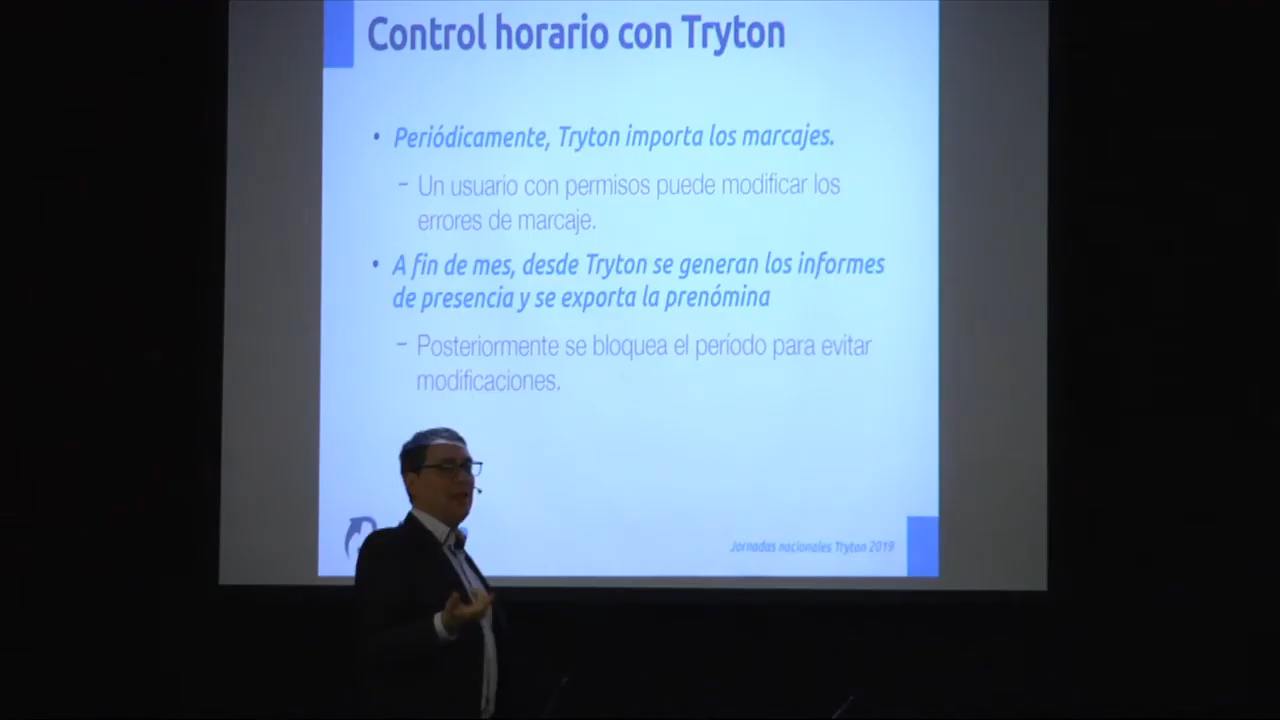 Control horario con Tryton
• Periódicamente, Tryton importa los marcajes.
– Un usuario con permisos puede modificar los
errores de marcaje.
• A fin de mes, desde Tryton se generan los informes
de presencia y se exporta la prenómina
– Posteriormente se bloquea el período para evitar
modificaciones.
Jornadas nacionales Tryton 2019